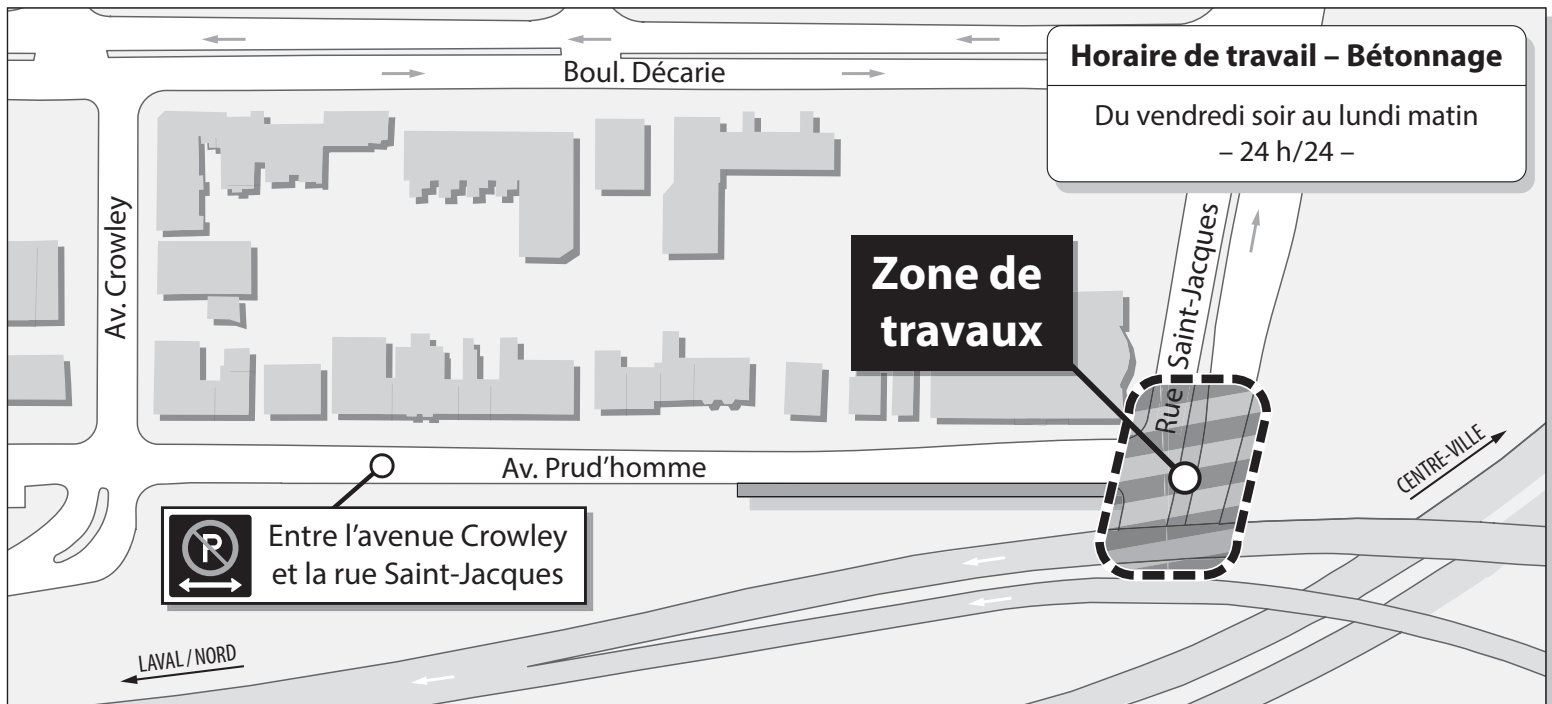 Boul. Décarie
Horaire de travail – Bétonnage
Du vendredi soir au lundi matin
– 24 h/24 –
Av. Crowley
Rue Saint-Jacques
Zone de
travaux
CENTRE-VILLE
Av. Prud’homme
P
Entre l’avenue Crowley
et la rue Saint-Jacques
LAVAL / NORD